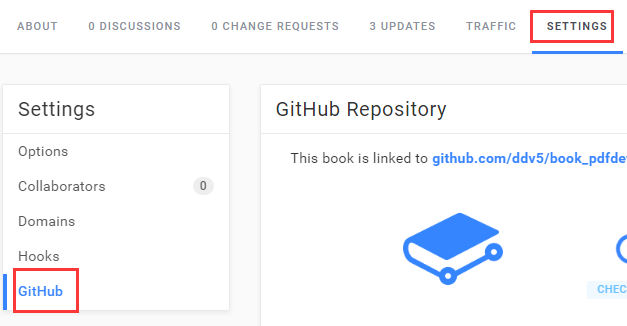 ABOUT 0 DISCUSSIONS 0 CHANGE REQUESTS 3 UPDATES TRAFFIC SETTINGS
Settings
Options
Collaborators 0
Domains
Hooks
GitHub
GitHub Repository
This book is linked to github.com/ddv5/book_pdfde
CHEC